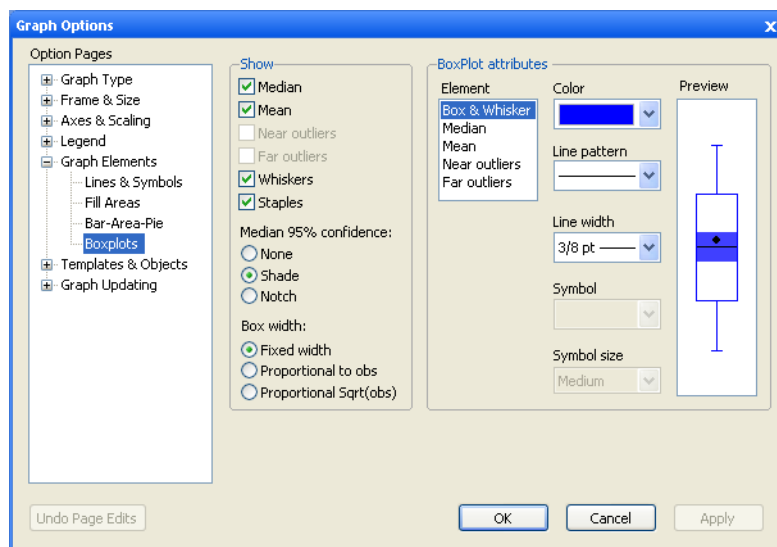 Graph Options
Option Pages
Graph Type
Frame & Size
Axes & Scaling
Legend
Graph Elements
Lines & Symbols
Fill Areas
Bar-Area-Pie
Boxplots
Templates & Objects
Graph Updating
Show
Median
Mean
Near outliers
Far outliers
Whiskers
Staples
Median 95% confidence:
None
Shade
Notch
Box width:
Fixed width
Proportional to obs
Proportional Sqrt(obs)
BoxPlot attributes
Element
Box & Whisker
Median
Mean
Near outliers
Far outliers
Color
Line pattern
Line width
3/8 pt
Symbol
Symbol size
Medium
Preview
Undo Page Edits
OK
Cancel
Apply